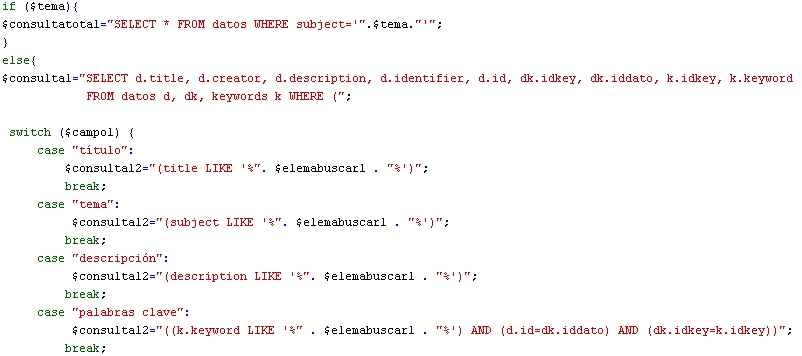 if ($tema){
$consultatotal="SELECT * FROM datos WHERE subject='".$tema."'";
}
else{
$consulta1="SELECT d.title, d.creator, d.description, d.identifier, d.id, dk.idkey, dk.iddato, k.idkey, k.keyword
FROM datos d, dk, keywords k WHERE (";
switch ($campo1) {
case "título":
$consulta12="(title LIKE '%". $elemabuscar1 . "%')";
break;
case "tema":
$consulta12="(subject LIKE '%". $elemabuscar1 . "%')";
break;
case "descripción":
$consulta12="(description LIKE '%". $elemabuscar1 . "%')";
break;
case "palabras clave":
$consulta12="((k.keyword LIKE '%" . $elemabuscar1 . "%') AND (d.id=dk.iddato) AND (dk.idkey=k.idkey))";
break;